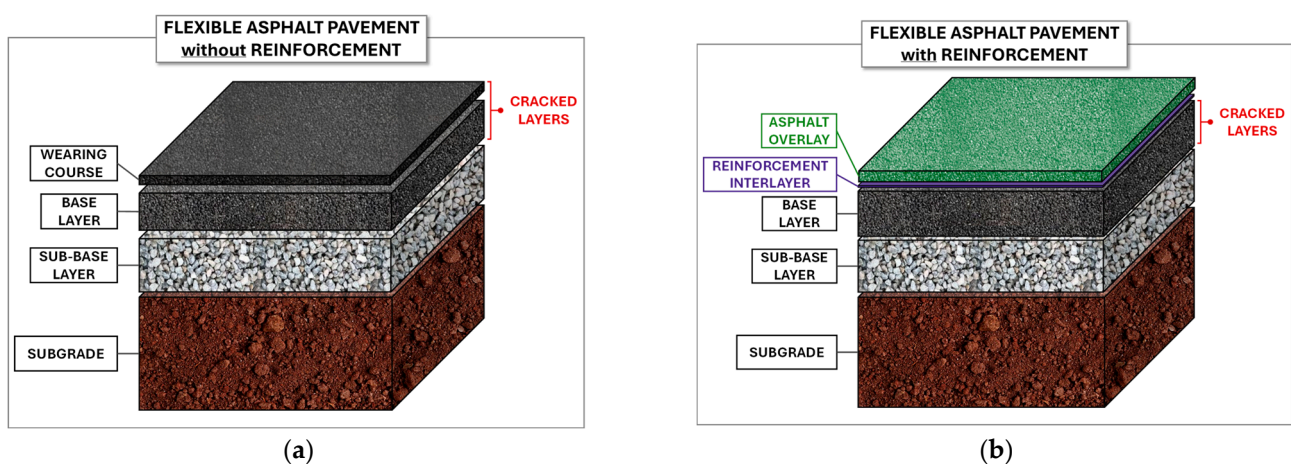 FLEXIBLE ASPHALT PAVEMENT
without REINFORCEMENT
CRACKED
LAYERS
WEARING
COURSE
BASE
LAYER
SUB-BASE
LAYER
SUBGRADE
(a)
FLEXIBLE ASPHALT PAVEMENT
with REINFORCEMENT
CRACKED
LAYERS
ASPHALT
OVERLAY
REINFORCEMENT
INTERLAYER
BASE
LAYER
SUB-BASE
LAYER
SUBGRADE
(b)